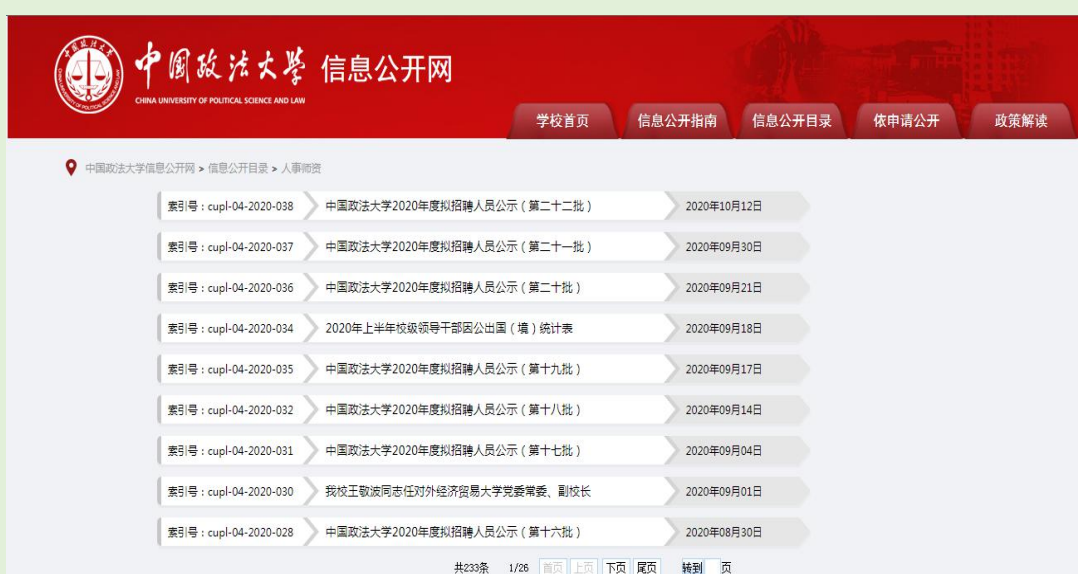 中国政法大学 信息公开网
CHINA UNIVERSITY OF POLITICAL SCIENCE AND LAW
学校首页 信息公开指南 信息公开目录 依申请公开 政策解读
中国政法大学信息公开网 > 信息公开目录 > 人事师资
索引号：cupl-04-2020-038 中国政法大学2020年度拟招聘人员公示（第二十二批） 2020年10月12日
索引号：cupl-04-2020-037 中国政法大学2020年度拟招聘人员公示（第二十一批） 2020年09月30日
索引号：cupl-04-2020-036 中国政法大学2020年度拟招聘人员公示（第二十批） 2020年09月21日
索引号：cupl-04-2020-034 2020年上半年校级领导干部因公出国（境）统计表 2020年09月18日
索引号：cupl-04-2020-035 中国政法大学2020年度拟招聘人员公示（第十九批） 2020年09月17日
索引号：cupl-04-2020-032 中国政法大学2020年度拟招聘人员公示（第十八批） 2020年09月14日
索引号：cupl-04-2020-031 中国政法大学2020年度拟招聘人员公示（第十七批） 2020年09月04日
索引号：cupl-04-2020-030 我校王敬波同志任对外经济贸易大学党委常委、副校长 2020年09月01日
索引号：cupl-04-2020-028 中国政法大学2020年度拟招聘人员公示（第十六批） 2020年08月30日
共233条 1/26 首页 上页 下页 尾页 转到 页